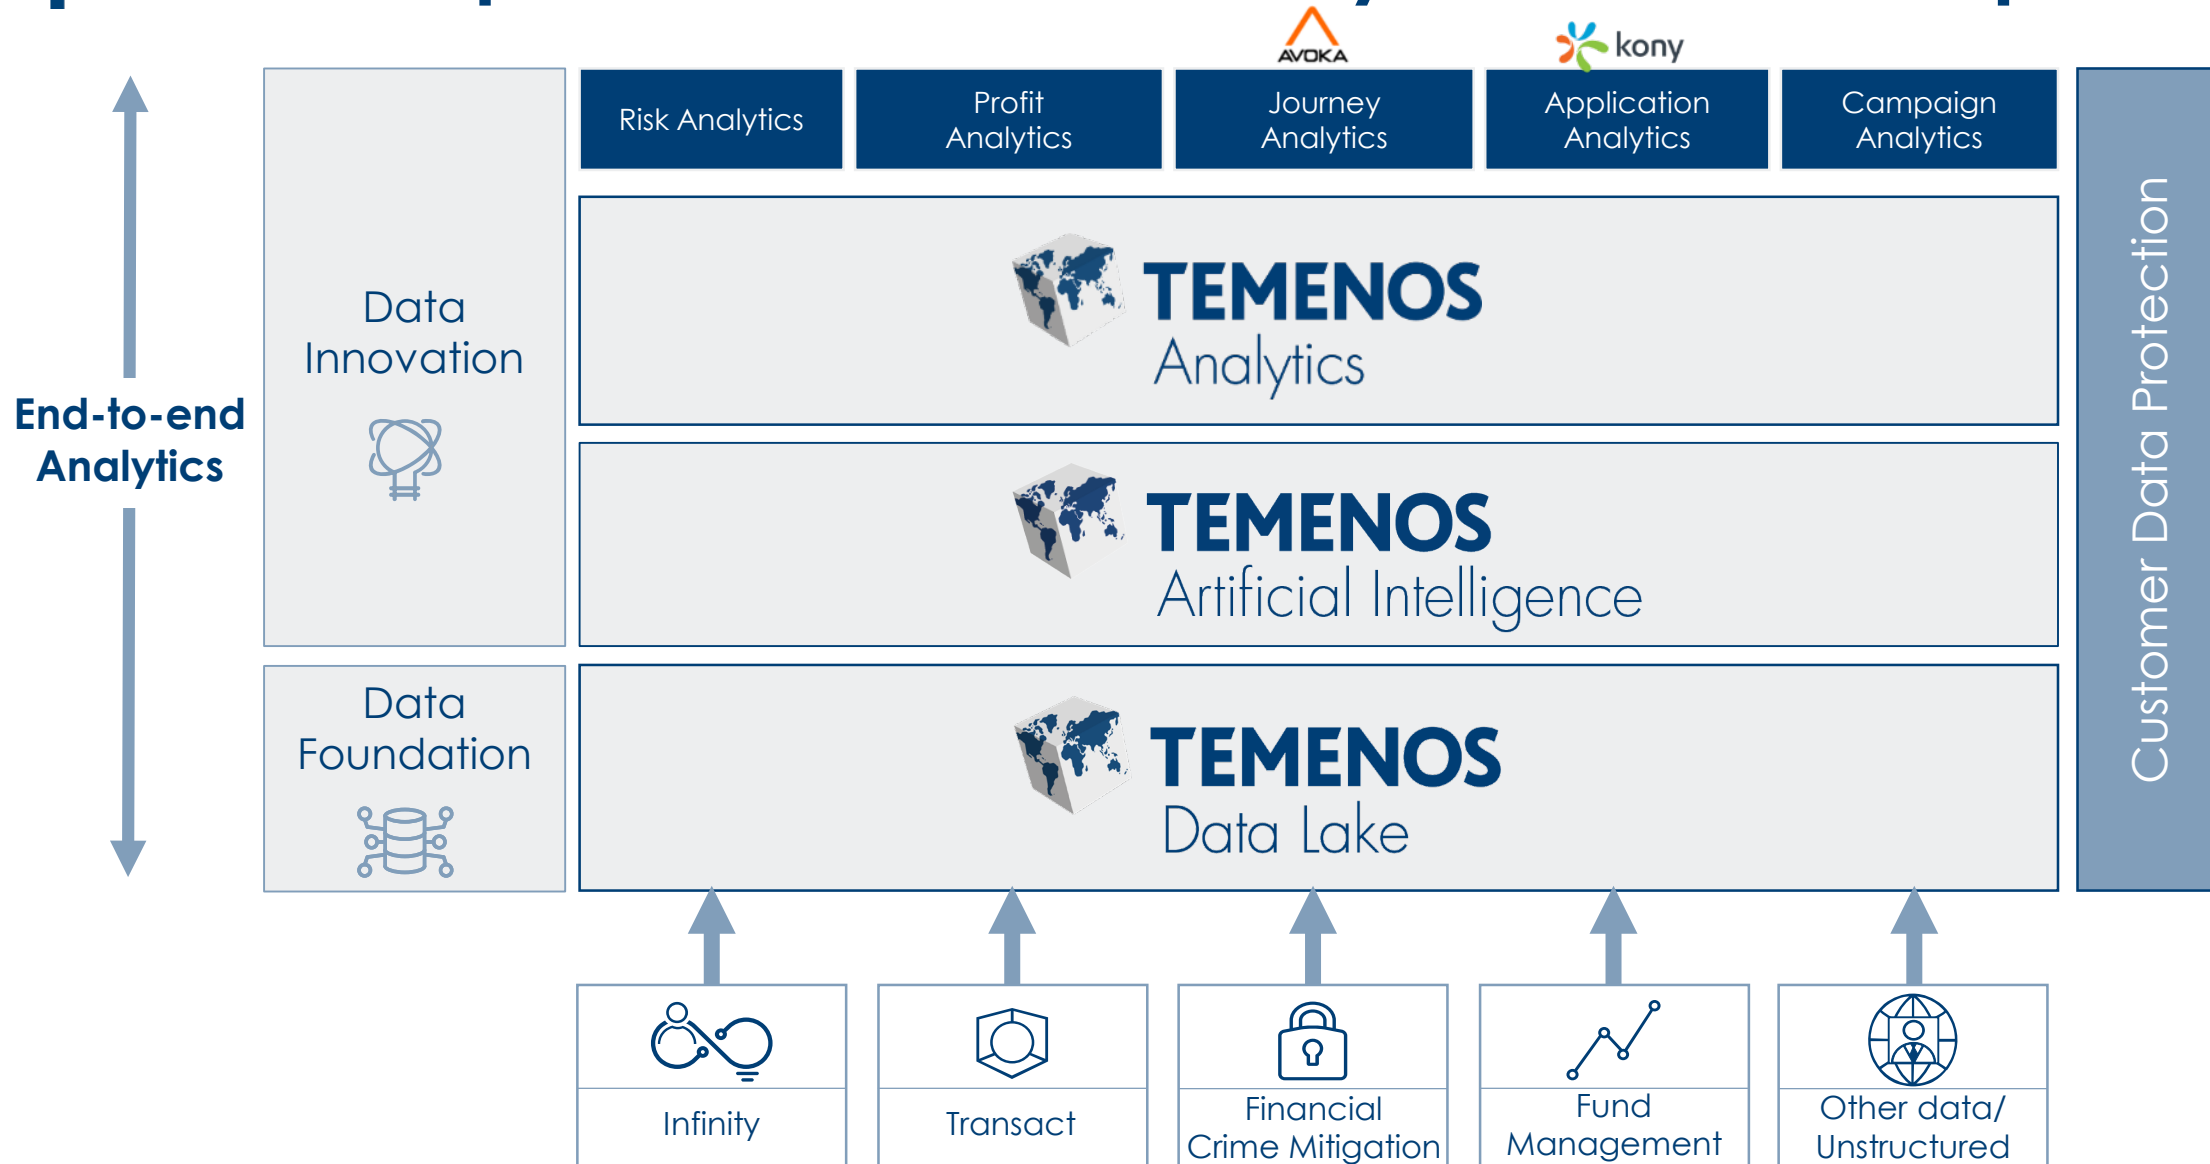 AVOKA
kony
Risk Analytics
Profit
Analytics
Journey
Analytics
Application
Analytics
Campaign
Analytics
End-to-end
Analytics
Data
Innovation
TEMENOS
Analytics
TEMENOS
Artificial Intelligence
Data
Foundation
TEMENOS
Data Lake
Customer Data Protection
Infinity
Transact
Financial
Crime Mitigation
Fund
Management
Other data/
Unstructured